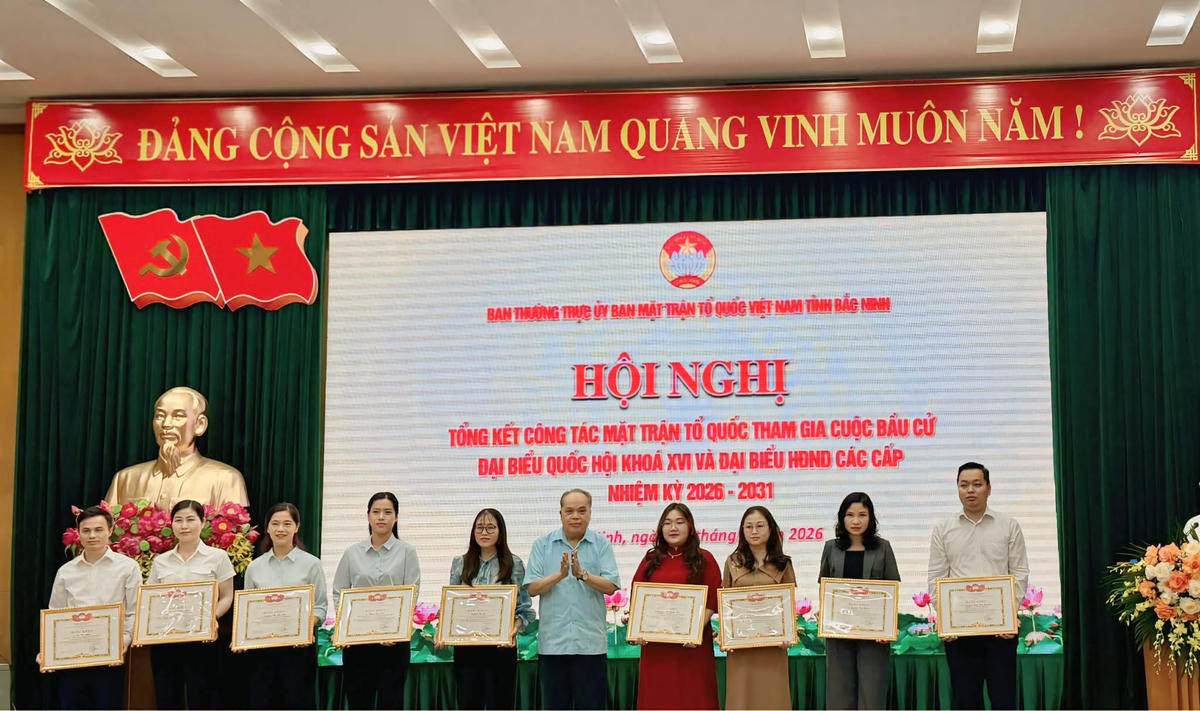 ĐẢNG CỘNG SẢN VIỆT NAM QUANG VINH MUÔN NĂM !
BAN THƯỜNG TRỰC ỦY BAN MẶT TRẬN TỔ QUỐC VIỆT NAM TỈNH BẮC NINH
HỘI NGHỊ
TỔNG KẾT CÔNG TÁC MẶT TRẬN TỔ QUỐC THAM GIA CUỘC BẦU CỬ
ĐẠI BIỂU QUỐC HỘI KHOÁ XVI VÀ ĐẠI BIỂU HĐND CÁC CẤP
NHIỆM KỲ 2026 - 2031
2026